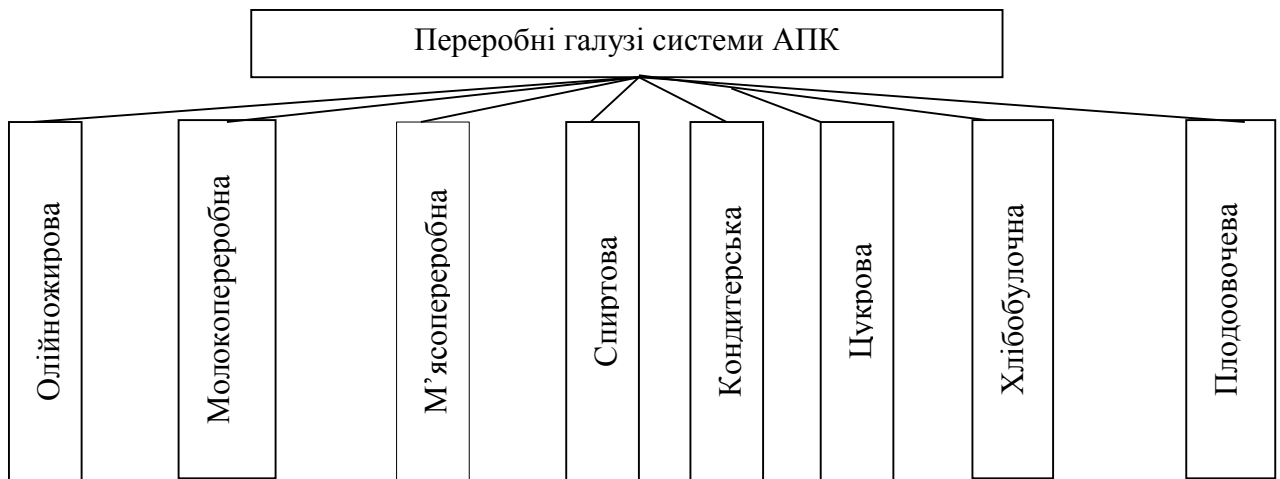 Переробні галузі системи АПК
Олійножирова
Молокопереробна
М’ясопереробна
Спиртова
Кондитерська
Цукрова
Хлібобулочна
Плодоовочева